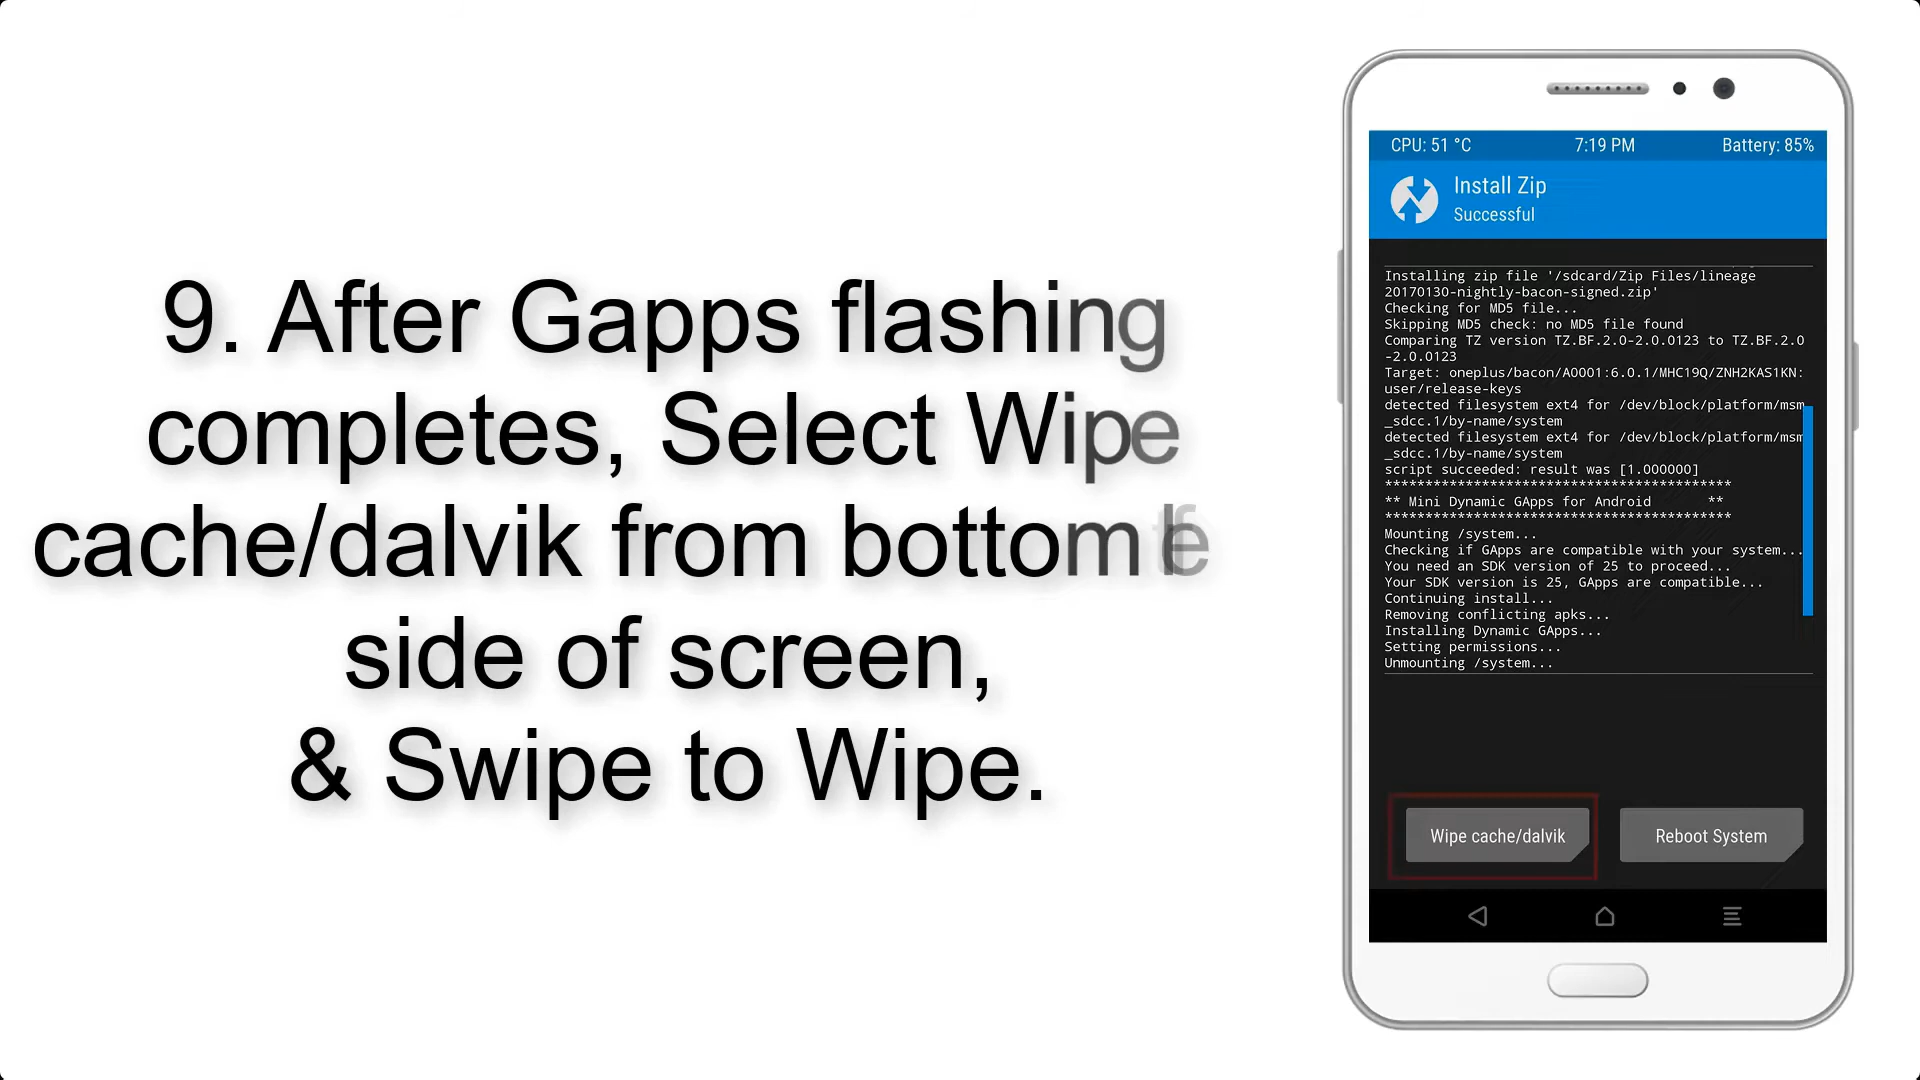 9. After Gapps flashing
completes, Select Wipe
cache/dalvik from bottom
side of screen,
& Swipe to Wipe.
CPU: 51 °C 7:19 PM Battery: 85%
Install Zip
Successful
Installing zip file '/sdcard/Zip Files/lineage
20170130-nightly-bacon-signed.zip'
Checking for MD5 file...
Skipping MD5 check: no MD5 file found
Comparing TZ version TZ.BF.2.0-2.0.0123 to TZ.BF.2.0
-2.0.0123
Target: oneplus/bacon/A0001:6.0.1/MHC19Q/ZNH2KAS1KN:
user/release-keys
detected filesystem ext4 for /dev/block/platform/msm
_sdcc.1/by-name/system
detected filesystem ext4 for /dev/block/platform/msm
_sdcc.1/by-name/system
script succeeded: result was [1.000000]
*******************************************
** Mini Dynamic GApps for Android **
*******************************************
Mounting /system...
Checking if GApps are compatible with your system...
You need an SDK version of 25 to proceed...
Your SDK version is 25, GApps are compatible...
Continuing install...
Removing conflicting apks...
Installing Dynamic GApps...
Setting permissions...
Unmounting /system...
Wipe cache/dalvik Reboot System